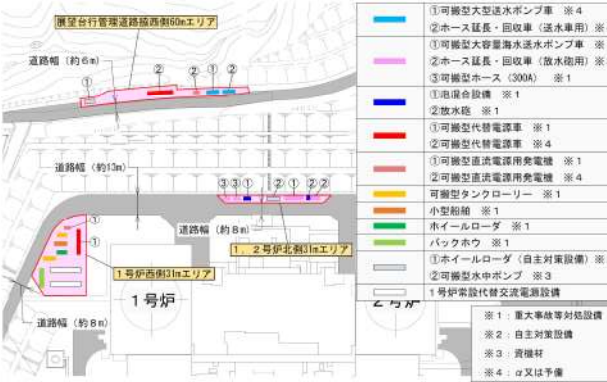 展望台行管理道路脇西側60mエリア
道路幅（約6m）
①
②
②
①
②
道路幅（約13m）
③
③
①
②
①
②
道路幅（約8m）
1，2号炉北側31mエリア
①
①
1号炉西側31mエリア
1号炉
2号炉
道路幅（約8m）
①可搬型大型送水ポンプ車 ※4
②ホース延長・回収車（送水車用）※
①可搬型大容量海水送水ポンプ車 ※
②ホース延長・回収車（放水砲用）※
③可搬型ホース（300A） ※1
①泡混合設備 ※1
②放水砲 ※1
①可搬型代替電源車 ※1
②可搬型代替電源車 ※4
①可搬型直流電源用発電機 ※1
②可搬型直流電源用発電機 ※4
可搬型タンクローリー ※1
小型船舶 ※1
ホイールローダ ※1
バックホウ ※1
①ホイールローダ（自主対策設備）※
②可搬型水中ポンプ ※3
1号炉常設代替交流電源設備
※1：重大事故等対処設備
※2：自主対策設備
※3：資機材
※4：α又は予備